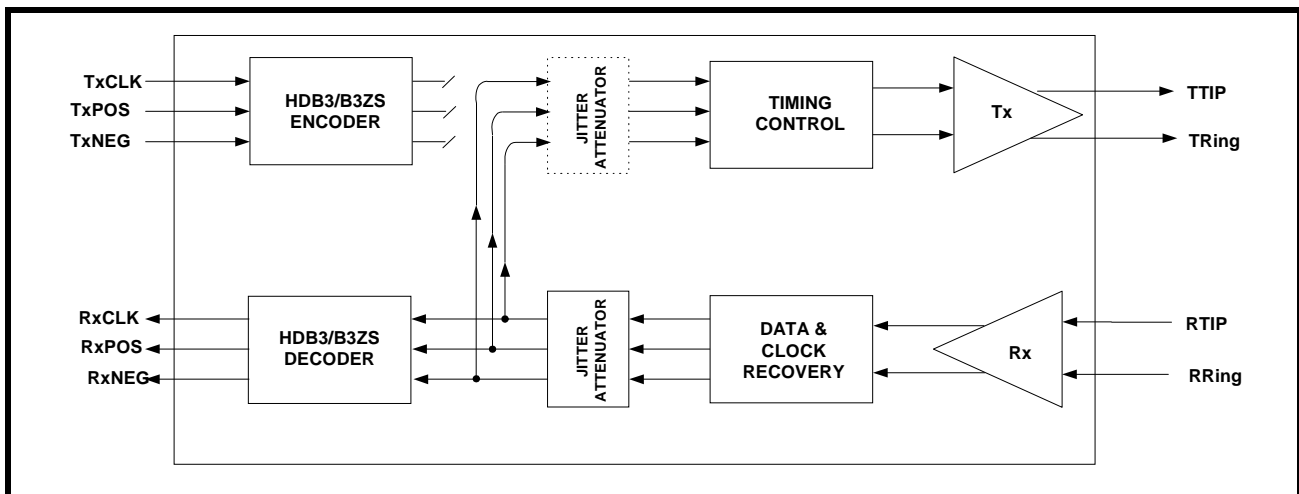 TxCLK
TxPOS
TxNEG
HDB3/B3ZS
ENCODER
JITTER
ATTENUATOR
TIMING
CONTROL
Tx
TTIP
TRing
RxCLK
RxPOS
RxNEG
HDB3/B3ZS
DECODER
JITTER
ATTENUATOR
DATA &
CLOCK
RECOVERY
Rx
RTIP
RRing